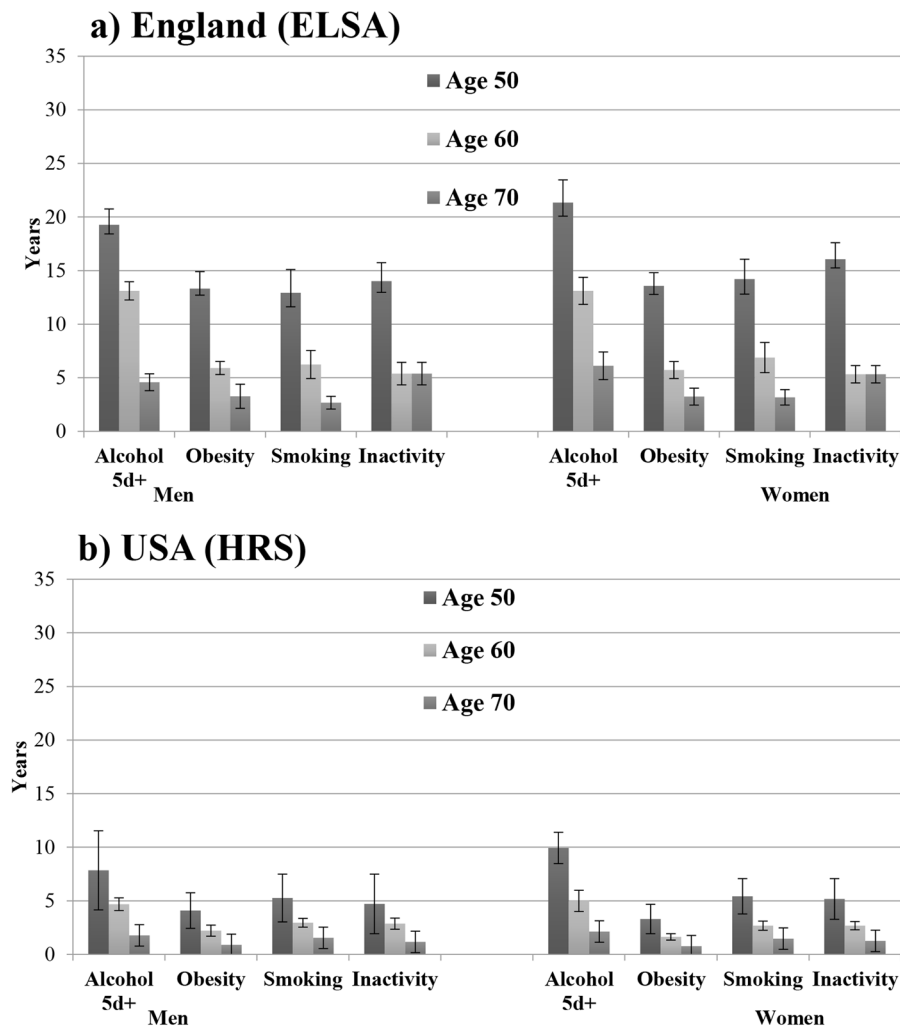 a) England (ELSA)
35
30
25
20
15
10
5
0
Years
Age 50
Age 60
Age 70
Alcohol Obesity Smoking Inactivity Alcohol Obesity Smoking Inactivity
5d+ 5d+
Men Women
b) USA (HRS)
35
30
25
20
15
10
5
0
Years
Age 50
Age 60
Age 70
Alcohol Obesity Smoking Inactivity Alcohol Obesity Smoking Inactivity
5d+ 5d+
Men Women